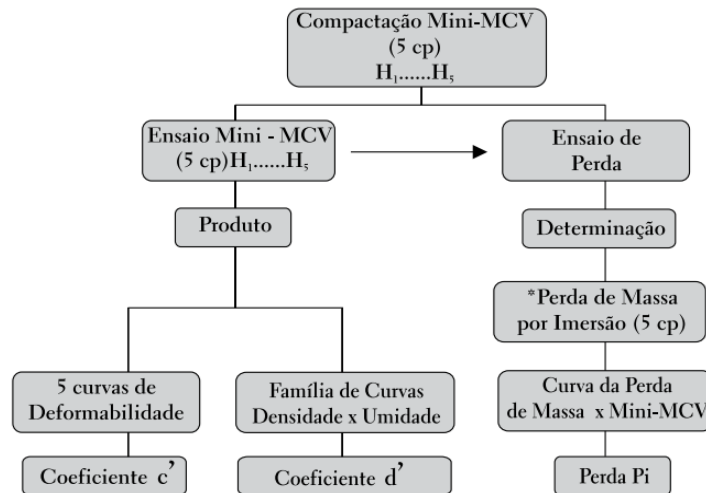 Compactação Mini-MCV
(5 cp)
H₁......H₅
Ensaio Mini - MCV
(5 cp)H₁......H₅
Ensaio de
Perda
Produto
Determinação
*Perda de Massa
por Imersão (5 cp)
5 curvas de
Deformabilidade
Família de Curvas
Densidade x Umidade
Curva da Perda
de Massa x Mini-MCV
Coeficiente c’
Coeficiente d’
Perda Pi